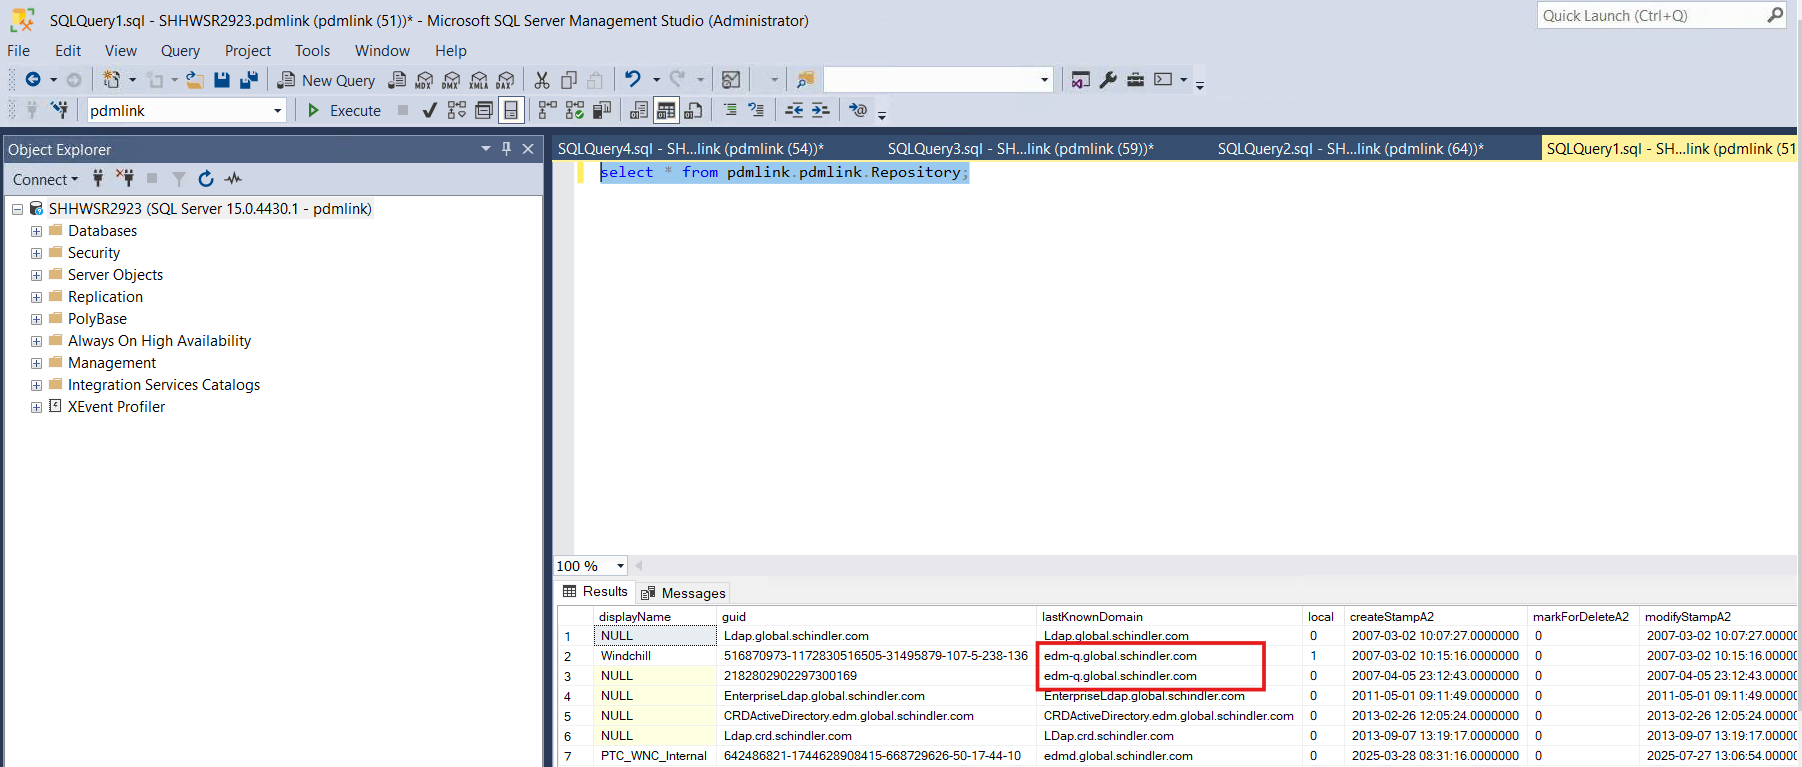 SQLQuery1.sql - SHHWSR2923.pdmlink (pdmlink (51))* - Microsoft SQL Server Management Studio (Administrator)
Quick Launch (Ctrl+Q)
File Edit View Query Project Tools Window Help
New Query MDX DMX XMLA DAX
pdmlink Execute
Object Explorer
Connect
SHHWSR2923 (SQL Server 15.0.4430.1 - pdmlink)
Databases
Security
Server Objects
Replication
PolyBase
Always On High Availability
Management
Integration Services Catalogs
XEvent Profiler
SQLQuery4.sql - SH...link (pdmlink (54))* SQLQuery3.sql - SH...link (pdmlink (59))* SQLQuery2.sql - SH...link (pdmlink (64))* SQLQuery1.sql - SH...link (pdmlink (51
select * from pdmlink.pdmlink.Repository;
100 %
Results Messages
displayName guid lastKnownDomain local createStampA2 markForDeleteA2 modifyStampA2
1 NULL Ldap.global.schindler.com Ldap.global.schindler.com 0 2007-03-02 10:07:27.0000000 0 2007-03-02 10:07:27.00000
2 Windchill 516870973-1172830516505-31495879-107-5-238-136 edm-q.global.schindler.com 1 2007-03-02 10:15:16.0000000 0 2007-03-02 10:15:16.00000
3 NULL 2182802902297300169 edm-q.global.schindler.com 0 2007-04-05 23:12:43.0000000 0 2007-04-05 23:12:43.00000
4 NULL EnterpriseLdap.global.schindler.com EnterpriseLdap.global.schindler.com 0 2011-05-01 09:11:49.0000000 0 2011-05-01 09:11:49.00000
5 NULL CRDActiveDirectory.edm.global.schindler.com CRDActiveDirectory.edm.global.schindler.com 0 2013-02-26 12:05:24.0000000 0 2013-02-26 12:05:24.00000
6 NULL Ldap.crd.schindler.com LDap.crd.schindler.com 0 2013-09-07 13:19:17.0000000 0 2013-09-07 13:19:17.00000
7 PTC_WNC_Internal 642486821-1744628908415-668729626-50-17-44-10 edmd.global.schindler.com 0 2025-03-28 08:31:16.0000000 0 2025-07-27 13:06:54.00000